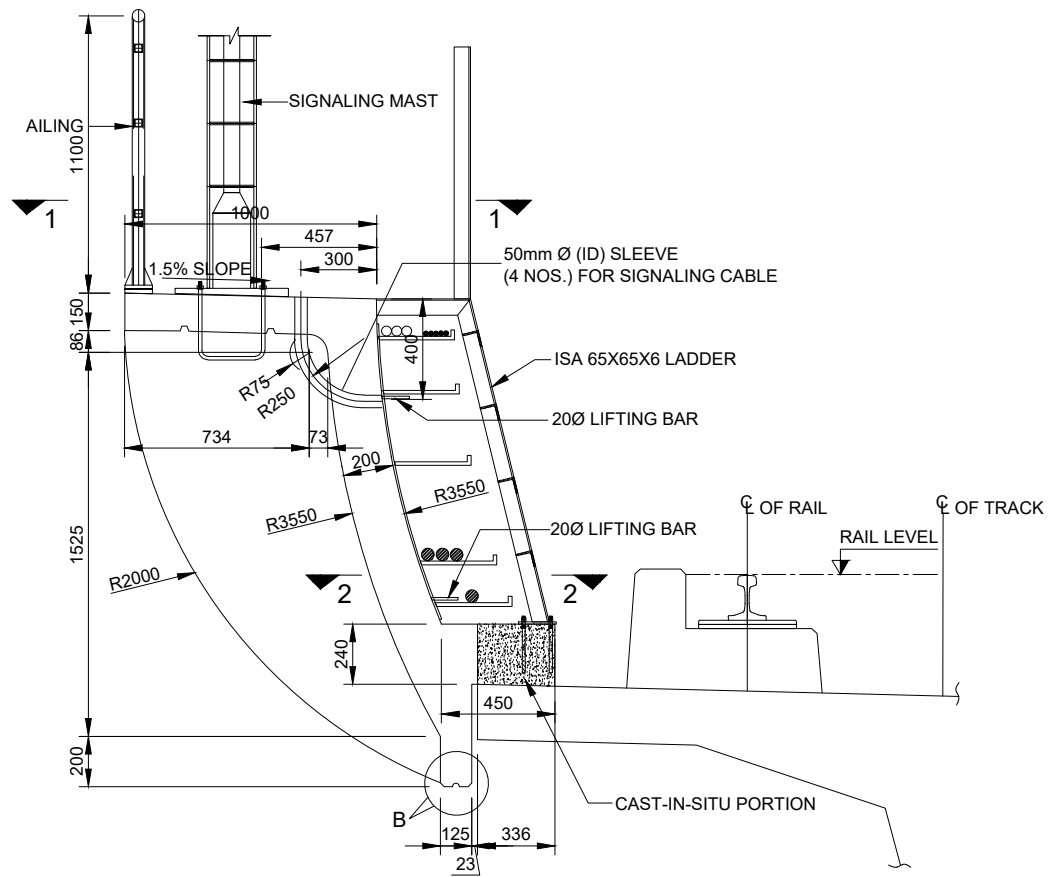 SIGNALING MAST
AILING
1100
1
1
1000
457
300
50mm Ø (ID) SLEEVE
(4 NOS.) FOR SIGNALING CABLE
1.5% SLOPE
150
86
400
R75
R250
ISA 65X65X6 LADDER
20Ø LIFTING BAR
734
73
200
R3550
R3550
℄ OF RAIL
℄ OF TRACK
RAIL LEVEL
20Ø LIFTING BAR
1525
R2000
2
2
240
450
200
B
CAST-IN-SITU PORTION
125
336
23